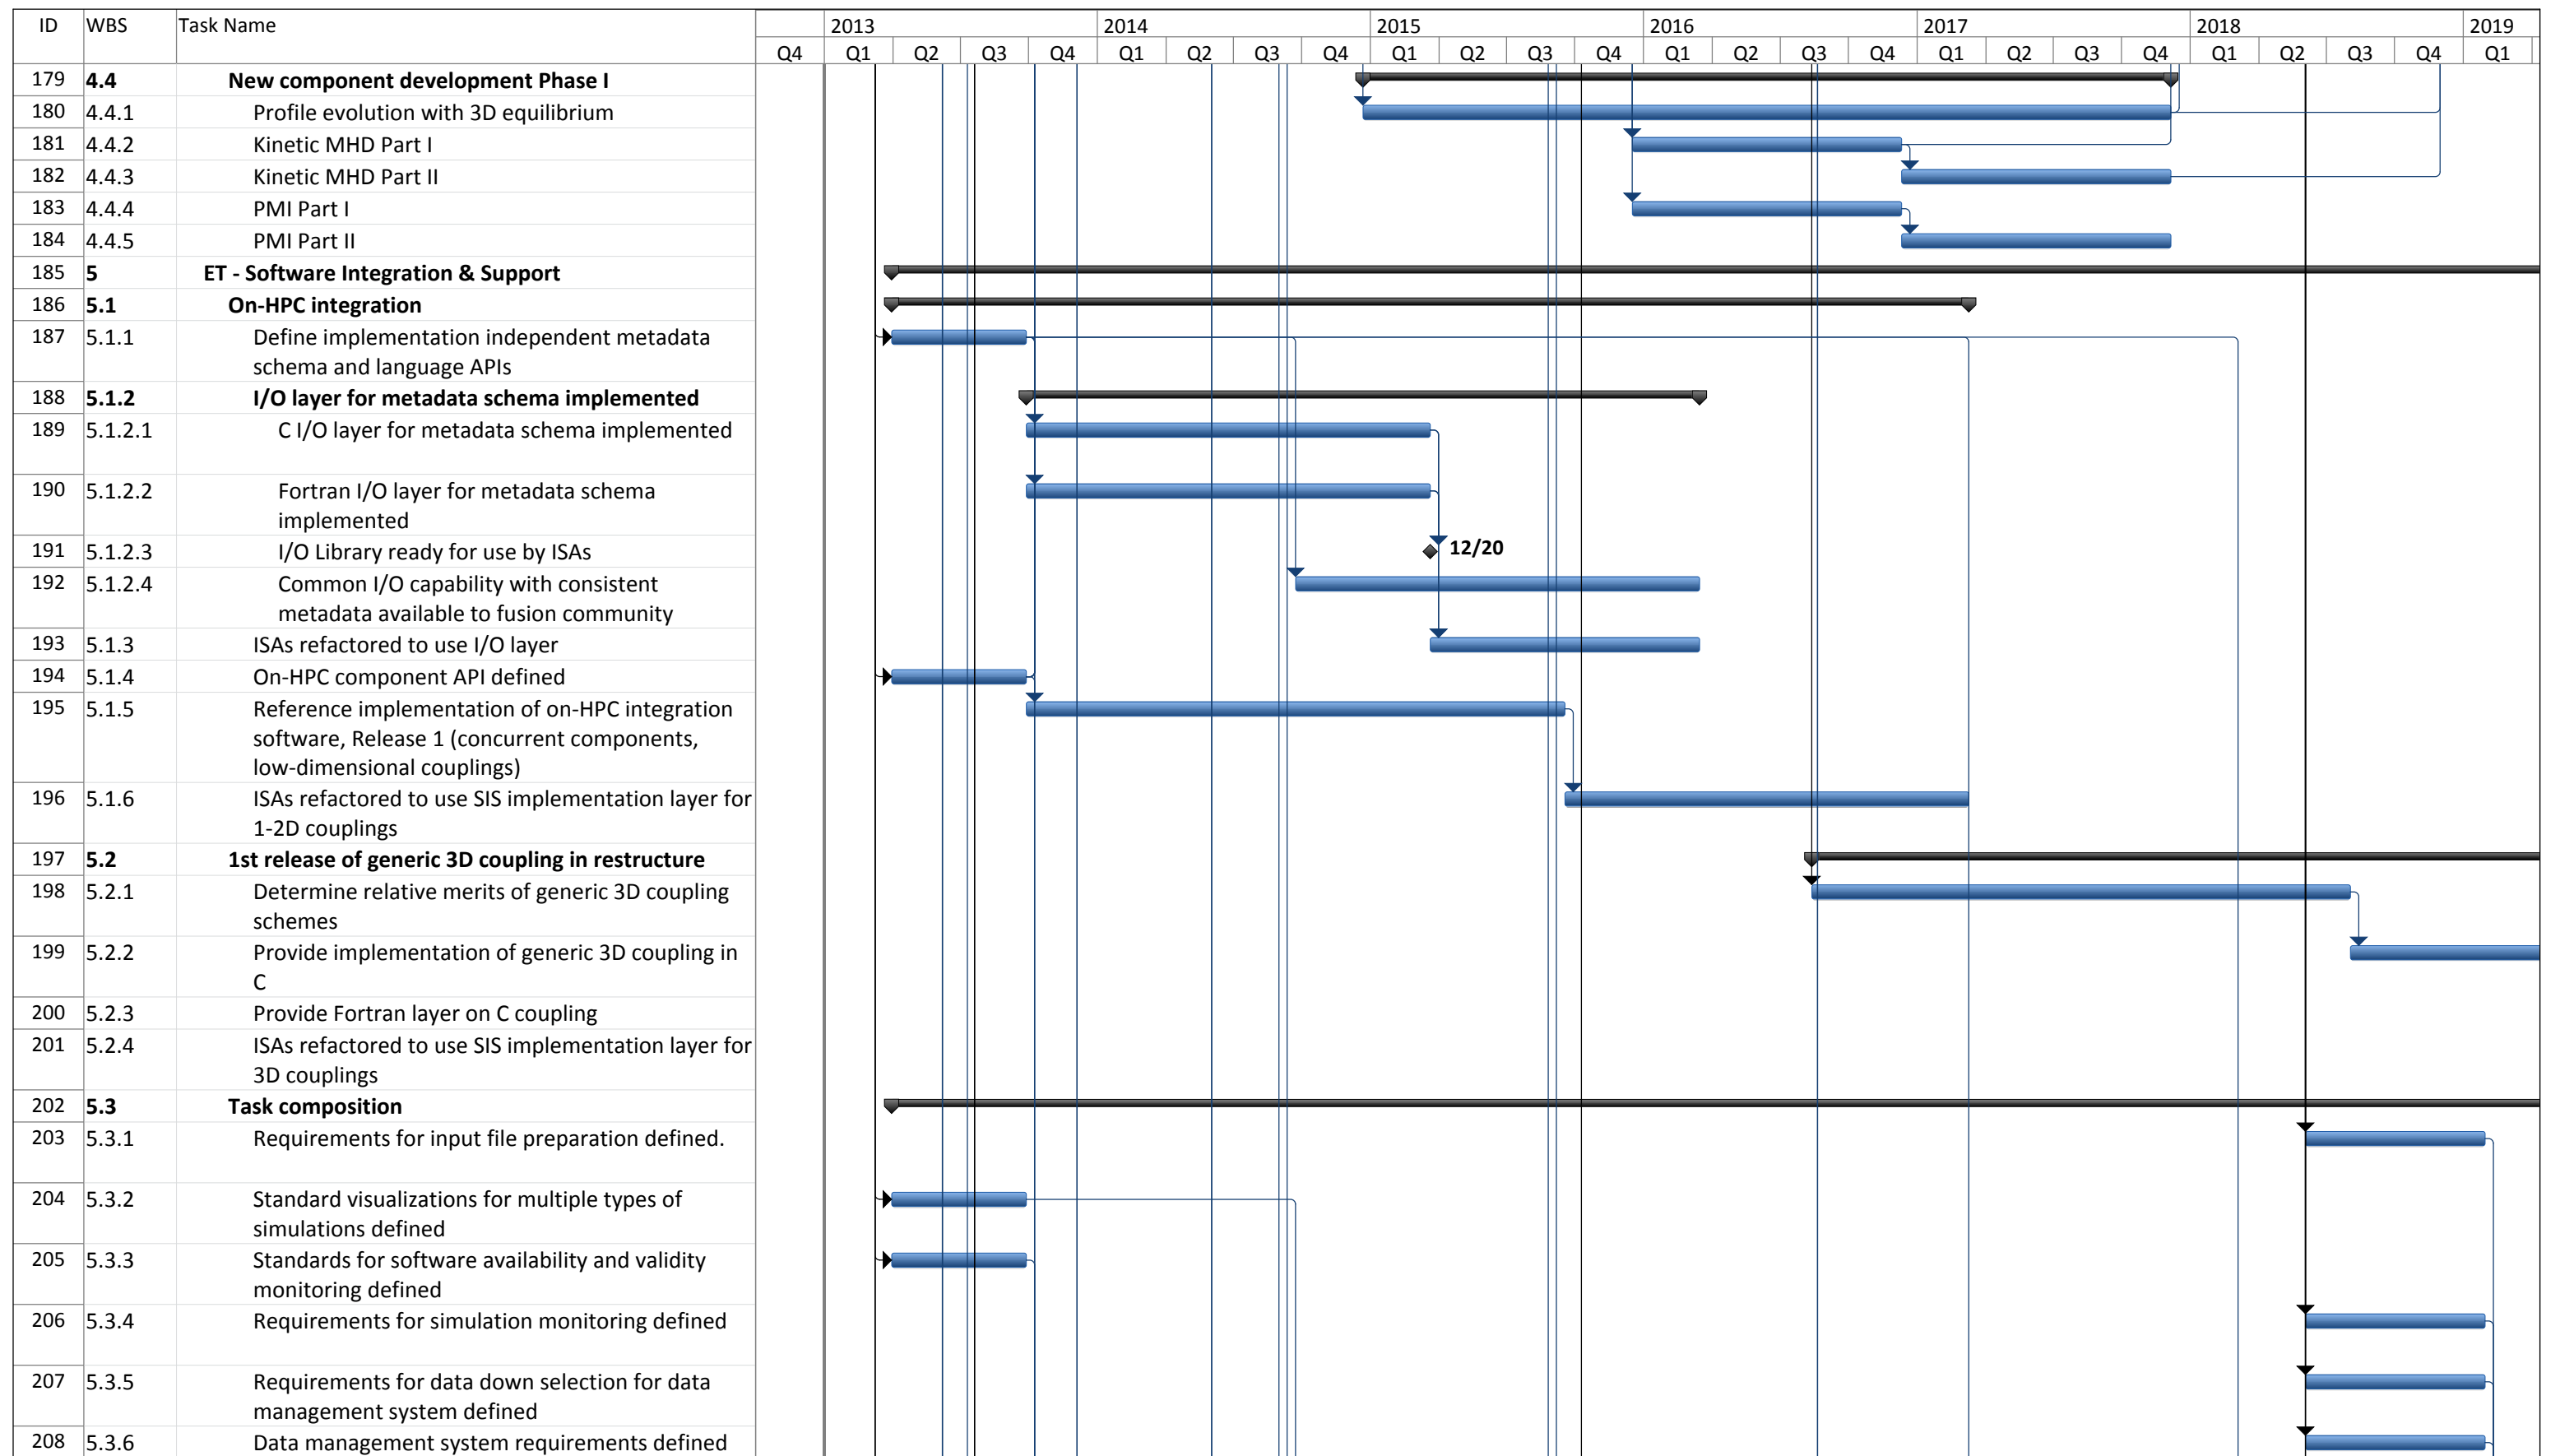 ID WBS Task Name 2013 2014 2015 2016 2017 2018 2019
Q4 Q1 Q2 Q3 Q4 Q1 Q2 Q3 Q4 Q1 Q2 Q3 Q4 Q1 Q2 Q3 Q4 Q1 Q2 Q3 Q4 Q1 Q2 Q3 Q4 Q1
179 4.4 New component development Phase I
180 4.4.1 Profile evolution with 3D equilibrium
181 4.4.2 Kinetic MHD Part I
182 4.4.3 Kinetic MHD Part II
183 4.4.4 PMI Part I
184 4.4.5 PMI Part II
185 5 ET - Software Integration & Support
186 5.1 On-HPC integration
187 5.1.1 Define implementation independent metadata
schema and language APIs
188 5.1.2 I/O layer for metadata schema implemented
189 5.1.2.1 C I/O layer for metadata schema implemented
190 5.1.2.2 Fortran I/O layer for metadata schema
implemented
191 5.1.2.3 I/O Library ready for use by ISAs 12/20
192 5.1.2.4 Common I/O capability with consistent
metadata available to fusion community
193 5.1.3 ISAs refactored to use I/O layer
194 5.1.4 On-HPC component API defined
195 5.1.5 Reference implementation of on-HPC integration
software, Release 1 (concurrent components,
low-dimensional couplings)
196 5.1.6 ISAs refactored to use SIS implementation layer for
1-2D couplings
197 5.2 1st release of generic 3D coupling in restructure
198 5.2.1 Determine relative merits of generic 3D coupling
schemes
199 5.2.2 Provide implementation of generic 3D coupling in
C
200 5.2.3 Provide Fortran layer on C coupling
201 5.2.4 ISAs refactored to use SIS implementation layer for
3D couplings
202 5.3 Task composition
203 5.3.1 Requirements for input file preparation defined.
204 5.3.2 Standard visualizations for multiple types of
simulations defined
205 5.3.3 Standards for software availability and validity
monitoring defined
206 5.3.4 Requirements for simulation monitoring defined
207 5.3.5 Requirements for data down selection for data
management system defined
208 5.3.6 Data management system requirements defined